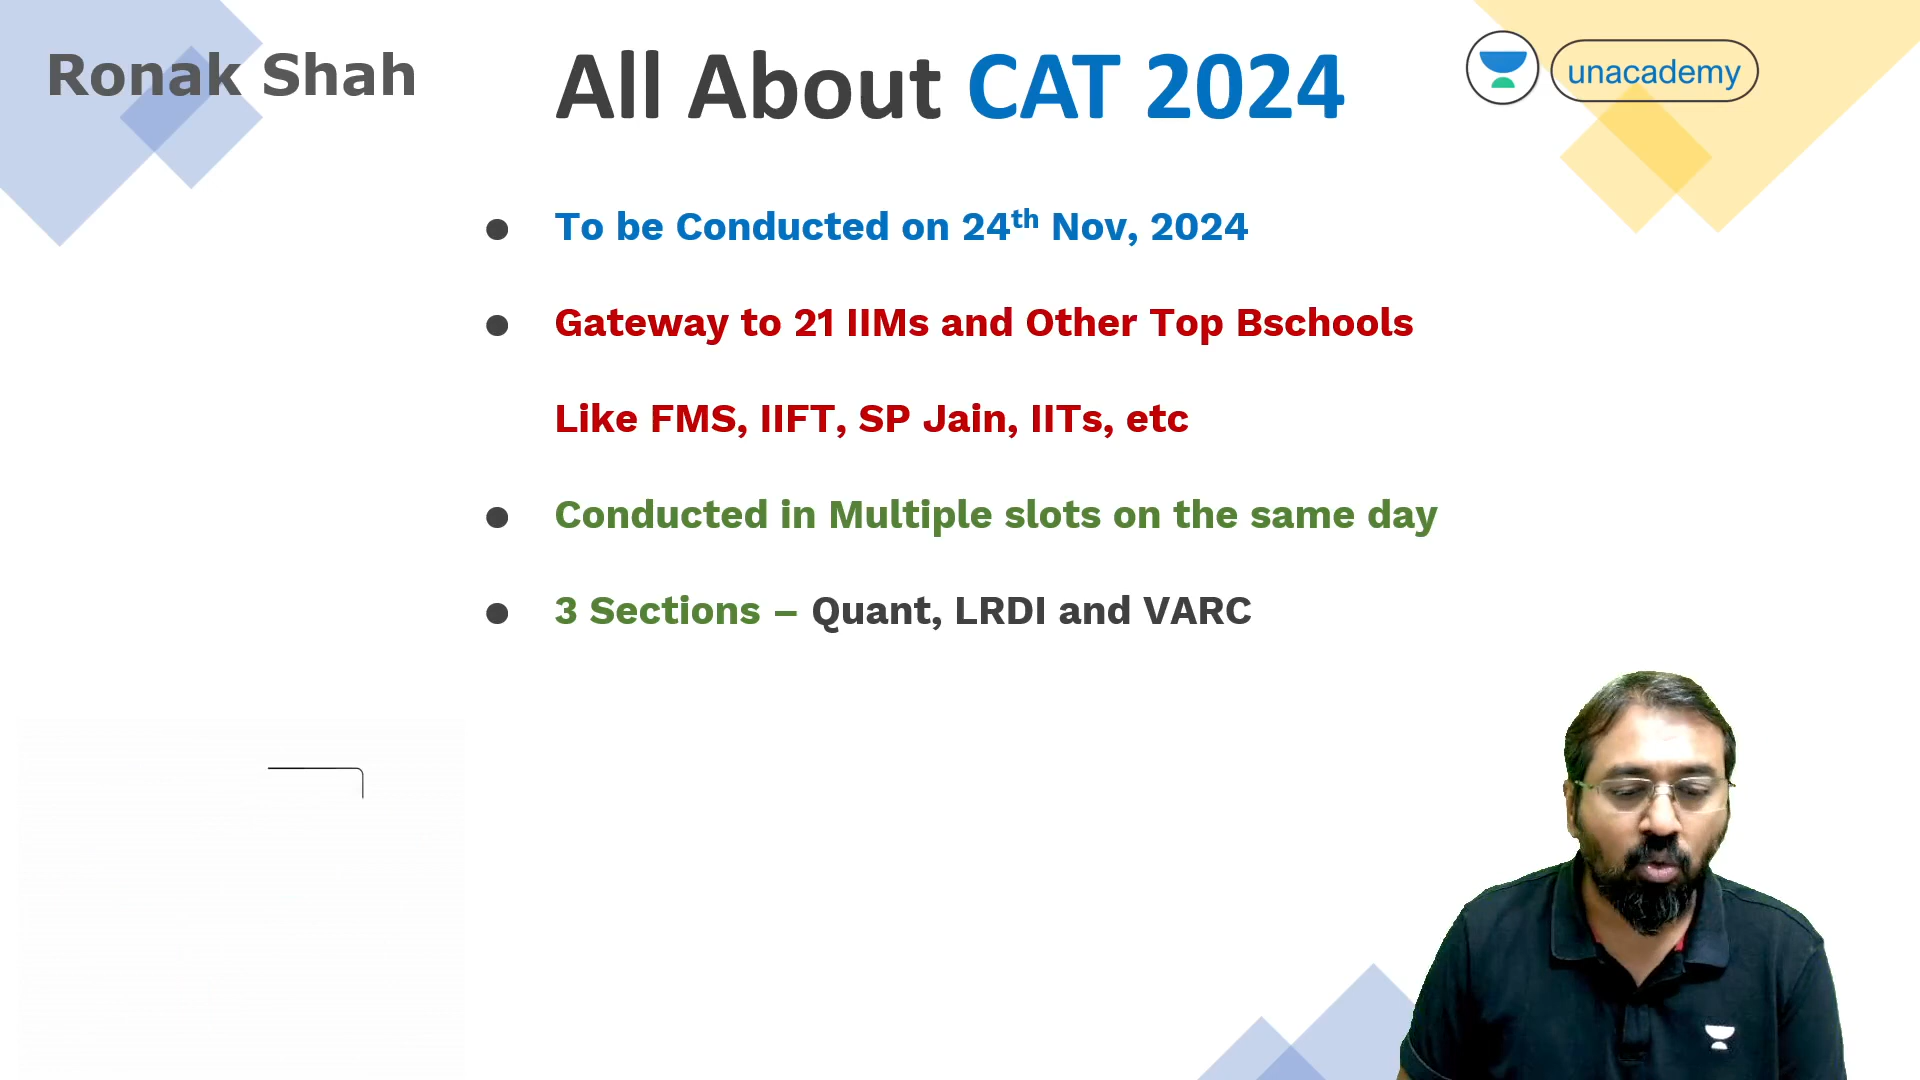 Ronak Shah
All About CAT 2024
unacademy
● To be Conducted on 24th Nov, 2024
● Gateway to 21 IIMs and Other Top Bschools
Like FMS, IIFT, SP Jain, IITs, etc
● Conducted in Multiple slots on the same day
● 3 Sections – Quant, LRDI and VARC